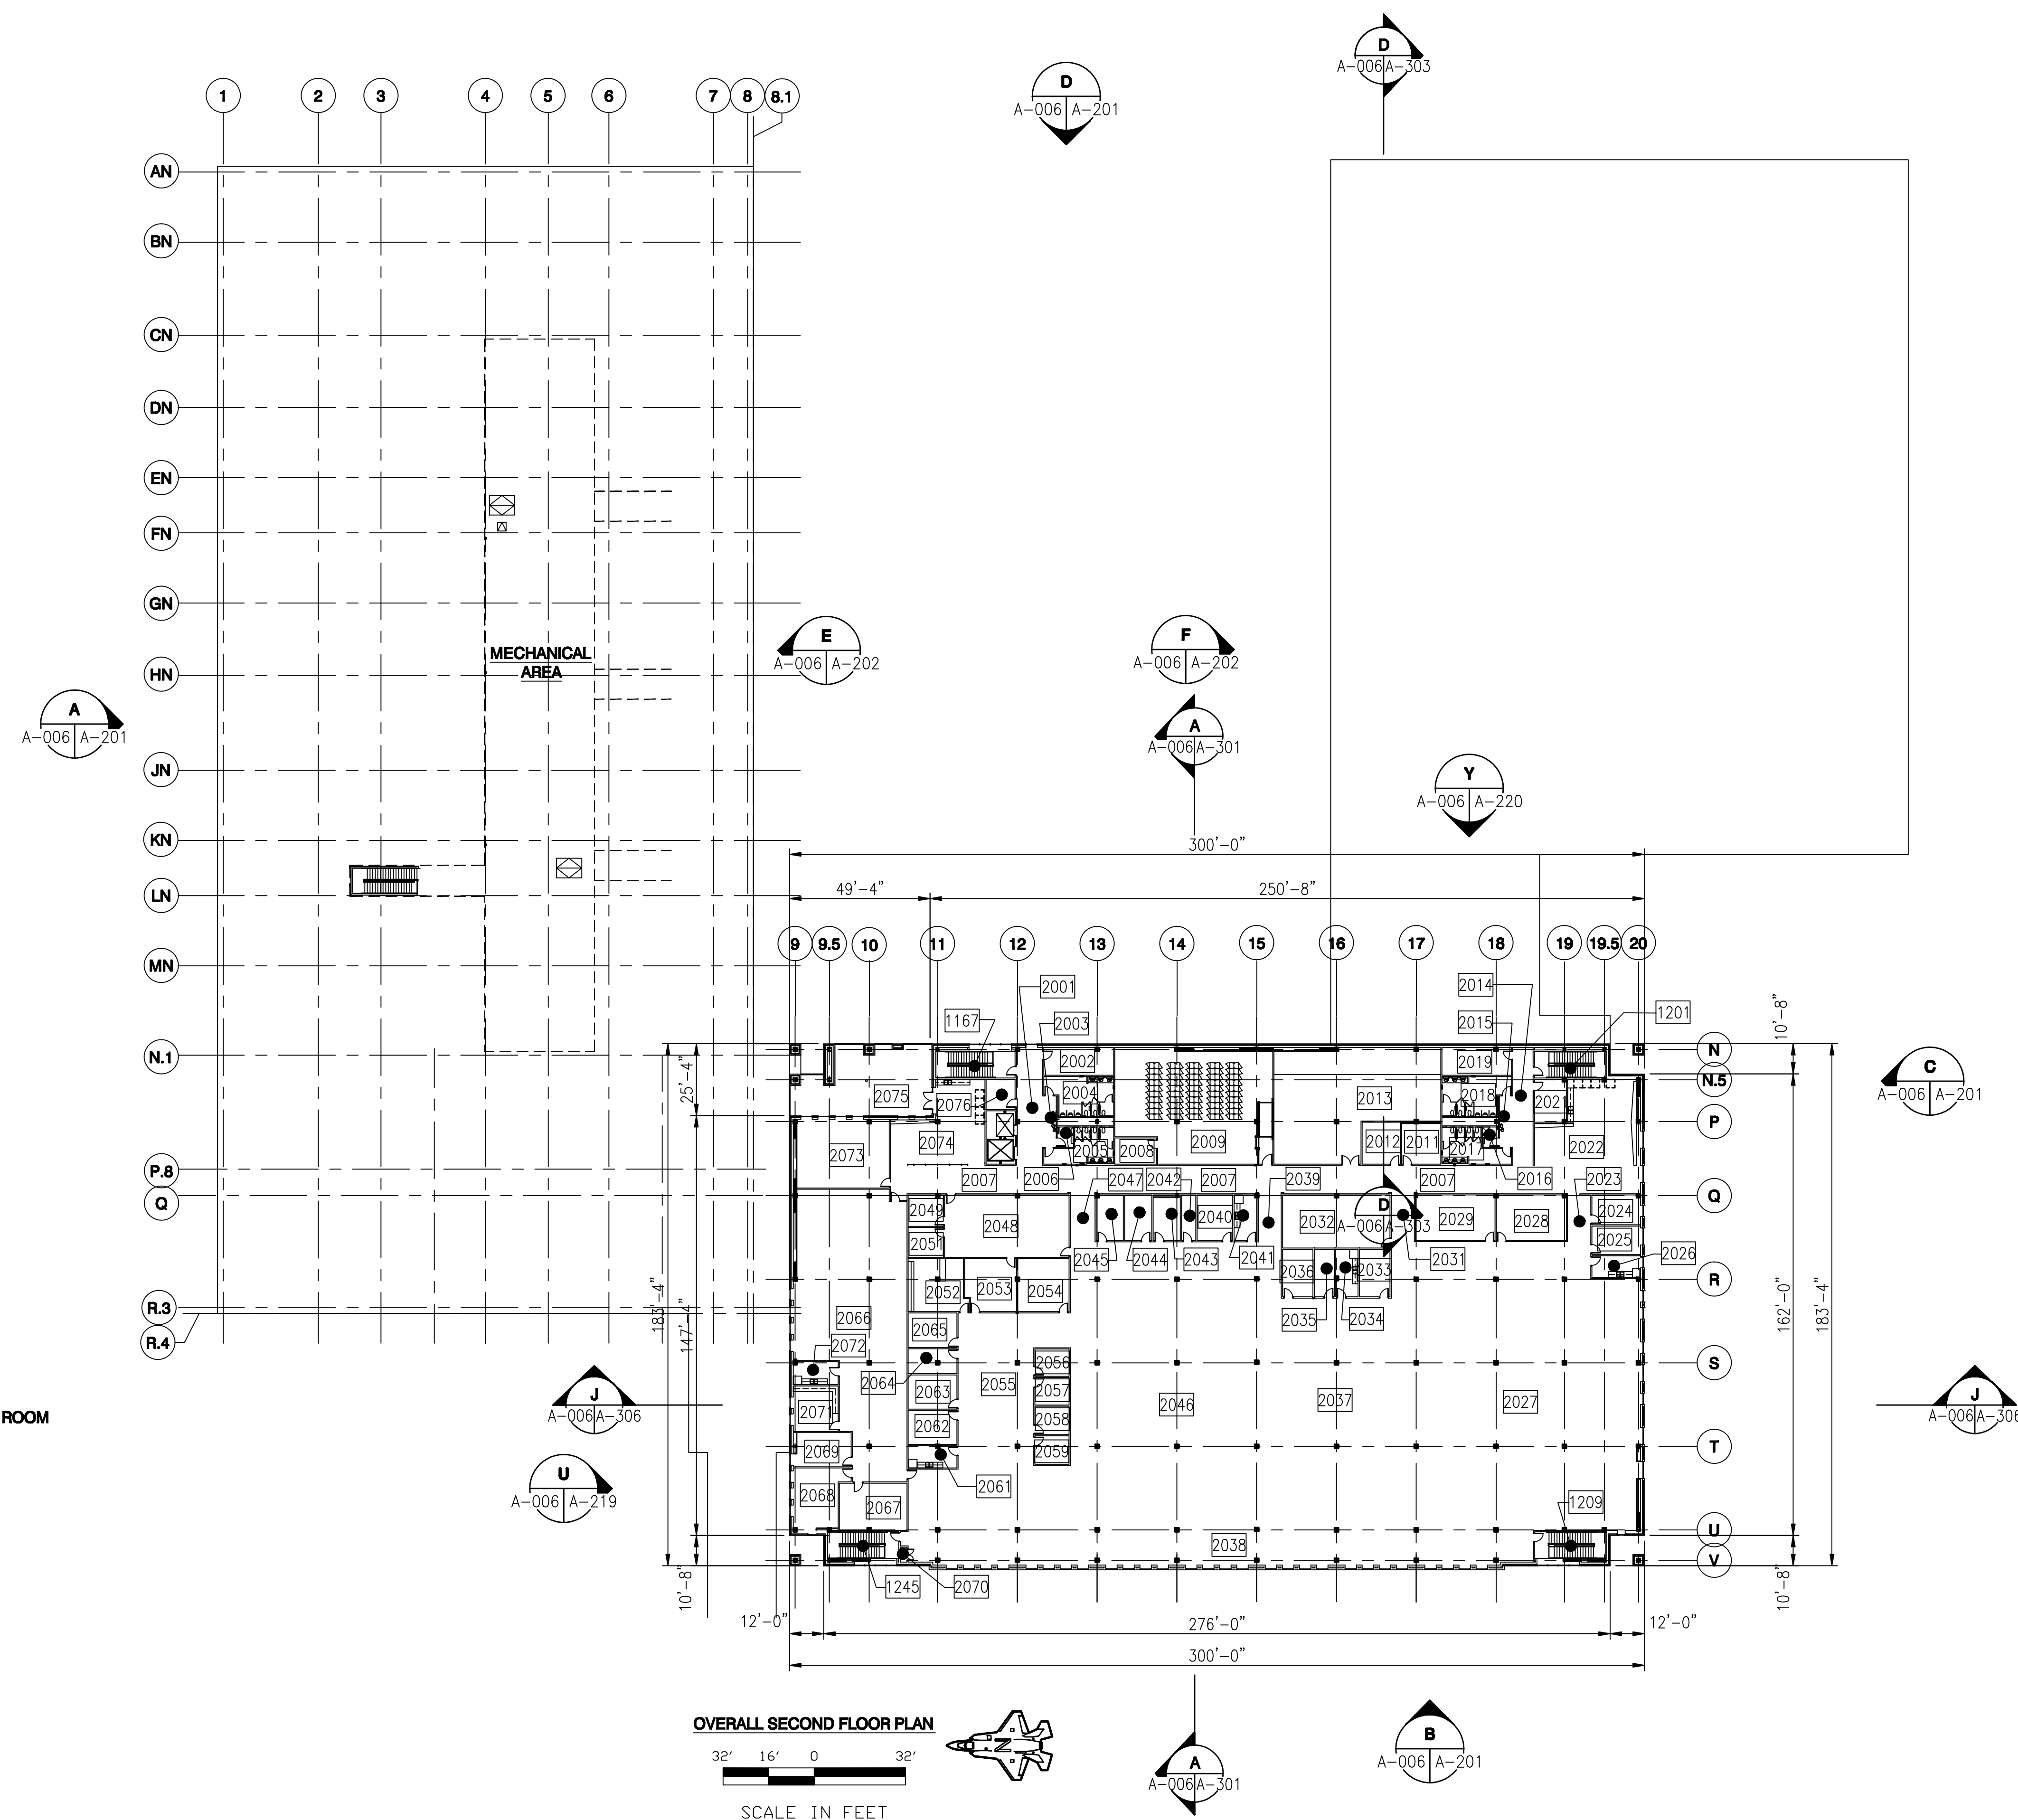 D
A-006 A-303
D
A-006 A-201
1 2 3 4 5 6 7 8 8.1
AN
BN
CN
DN
EN
FN
GN
HN
JN
KN
LN
MN
N.1
P.8
Q
R.3
R.4
MECHANICAL
AREA
A
A-006 A-201
E
A-006 A-202
F
A-006 A-202
A
A-006 A-301
Y
A-006 A-220
300'-0"
49'-4" 250'-8"
9 9.5 10 11 12 13 14 15 16 17 18 19 19.5 20
2001
2014
1167
2003
2015
1201
10'-8"
N
N.5
P
Q
R
S
T
U
V
C
A-006 A-201
25'-4"
183'-4"
147'-4"
10'-8"
2002
2019
2075
2076
2004
2013
2018
2021
2074
2073
2005
2008
2009
2012
2011
2017
2022
2007
2006
2047
2042
2007
2039
2007
2016
2023
2049
2048
2051
2040
2032
D
A-006 A-303
2029
2028
2024
2025
2045
2044
2043
2041
2031
2026
2052
2053
2054
2036
2033
2035
2034
2066
2065
2072
2064
2063
2055
2056
2057
2046
2037
2027
2071
2062
2058
2069
2059
2061
2068
2067
1209
2038
1245
2070
162'-0"
183'-4"
10'-8"
J
A-006 A-306
J
A-006 A-306
ROOM
U
A-006 A-219
12'-0" 276'-0" 12'-0"
300'-0"
OVERALL SECOND FLOOR PLAN
N
32' 16' 0 32'
SCALE IN FEET
A
A-006 A-301
B
A-006 A-201